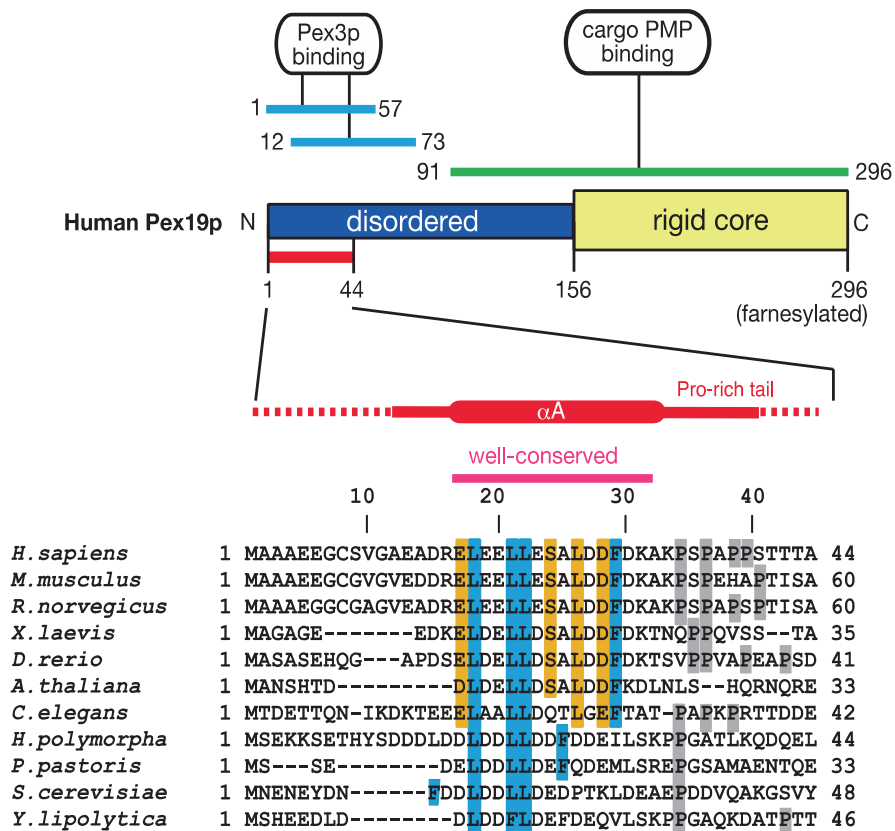 Pex3p binding
cargo PMP binding
1 57
12 73
91 296
Human Pex19p N disordered rigid core C
1 44 156 296
(farnesylated)
αA Pro-rich tail
well-conserved
10 20 30 40
H.sapiens 1 MAAAEEGCSVGAEADRELEELLESALDDFDKAKPSPAPPSTTTA 44
M.musculus 1 MAAAEEGCGVGVEDDRELEELLESALDDFDKAKPSPEHAPTISA 60
R.norvegicus 1 MAAAEGGCGAGVEADRELEELLESALDDFDKAKPSPAPSPTISA 60
X.laevis 1 MAGAGE------EDKELDELLDSALDDFDKTNQPPQVSS--TA 35
D.rerio 1 MASASEHQG---APDSELDELLDSALDDFDKTSVPPVAPEAPSD 41
A.thaliana 1 MANSHTD---------DLDELLDSALDDFKDLNLS--HQRNQRE 33
C.elegans 1 MTDETTQN-IKDKTEEELAALLDQTLGEFTAT-PAPKPRTTDDE 42
H.polymorpha 1 MSEKKSETHYSDDDLDDLDDLLDDFDDEILSKPPGATLKQDQEL 44
P.pastoris 1 MS---SE--------DELDDLLDEFQDEMLSREPGSAMAENTQE 33
S.cerevisiae 1 MNENEYDN------FDDLDDLLDEDPTKLDEAEPDDVQAKGSVY 48
Y.lipolytica 1 MSHEEDLD--------DLDDFLDEFDEQVLSKPPGAQKDATPTT 46